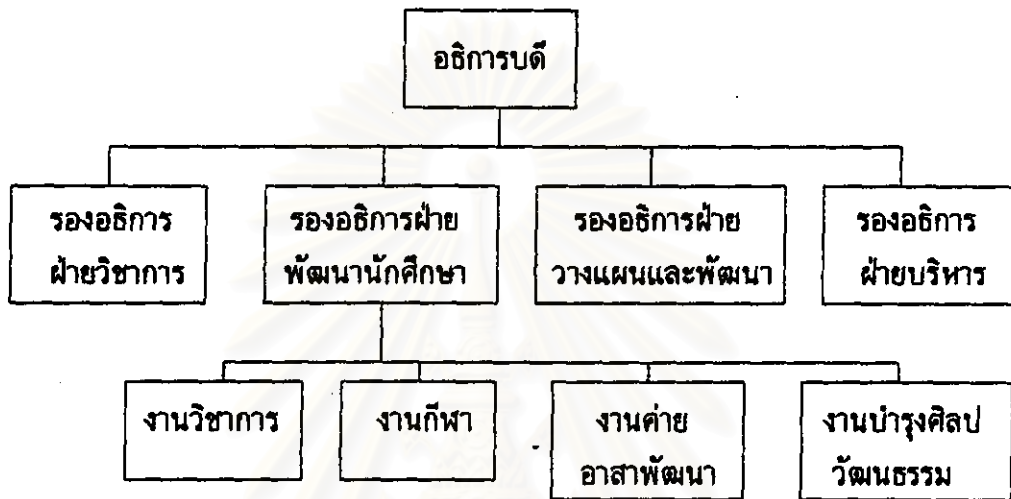 อธิการบดี
รองอธิการ
ฝ่ายวิชาการ
รองอธิการฝ่าย
พัฒนานักศึกษา
รองอธิการฝ่าย
วางแผนและพัฒนา
รองอธิการ
ฝ่ายบริหาร
งานวิชาการ
งานกีฬา
งานค่าย
อาสาพัฒนา
งานบำรุงศิลป
วัฒนธรรม